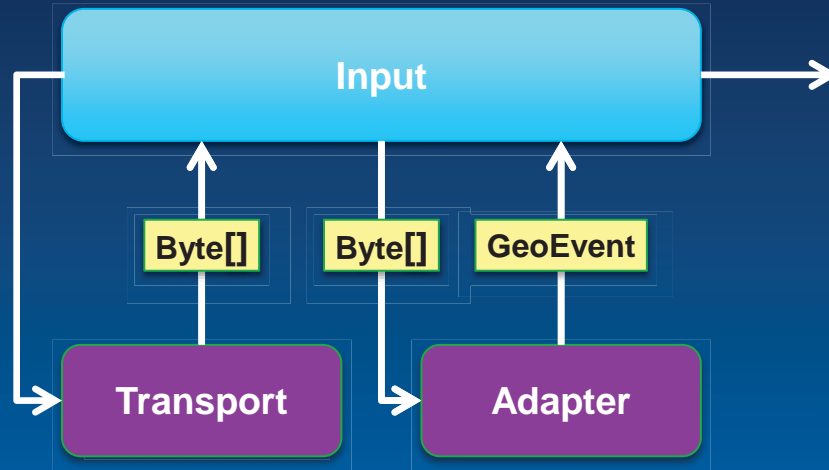 Input
Byte[]
Byte[]
GeoEvent
Transport
Adapter